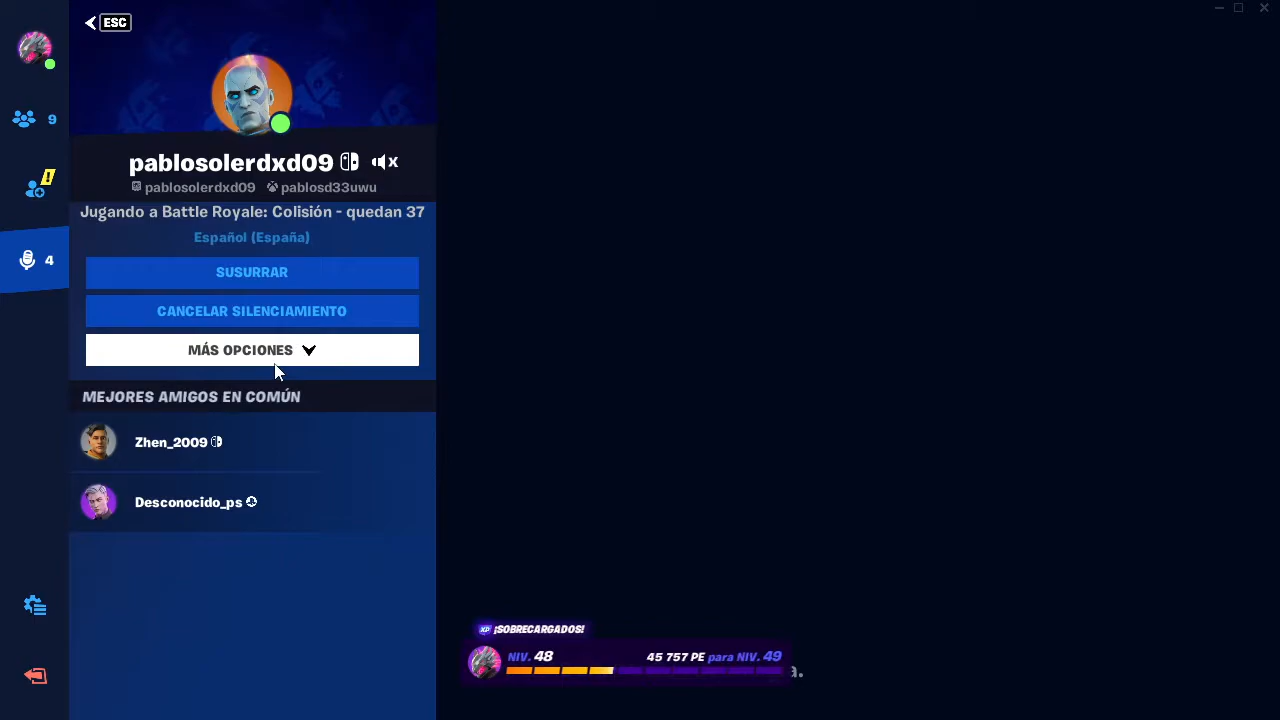 ESC
9
4
pablosolerdxd09
pablosolerdxd09 pablosd33uwu
Jugando a Battle Royale: Colisión - quedan 37
Español (España)
SUSURRAR
CANCELAR SILENCIAMIENTO
MÁS OPCIONES
MEJORES AMIGOS EN COMÚN
Zhen_2009
Desconocido_ps
XP ¡SOBRECARGADOS!
NIV. 48 45 757 PE para NIV. 49
a.